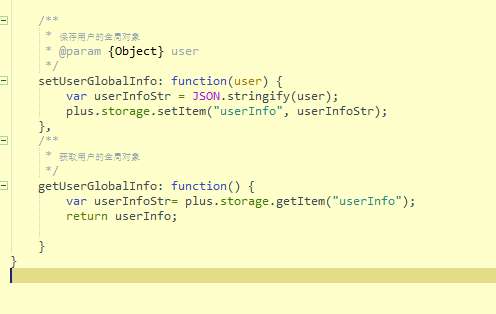 /**
 * 保存用户的全局对象
 * @param {Object} user
 */
setUserGlobalInfo: function(user) {
    var userInfoStr = JSON.stringify(user);
    plus.storage.setItem("userInfo", userInfoStr);
},
/**
 * 获取用户的全局对象
 */
getUserGlobalInfo: function() {
    var userInfoStr= plus.storage.getItem("userInfo");
    return userInfo;
}
}